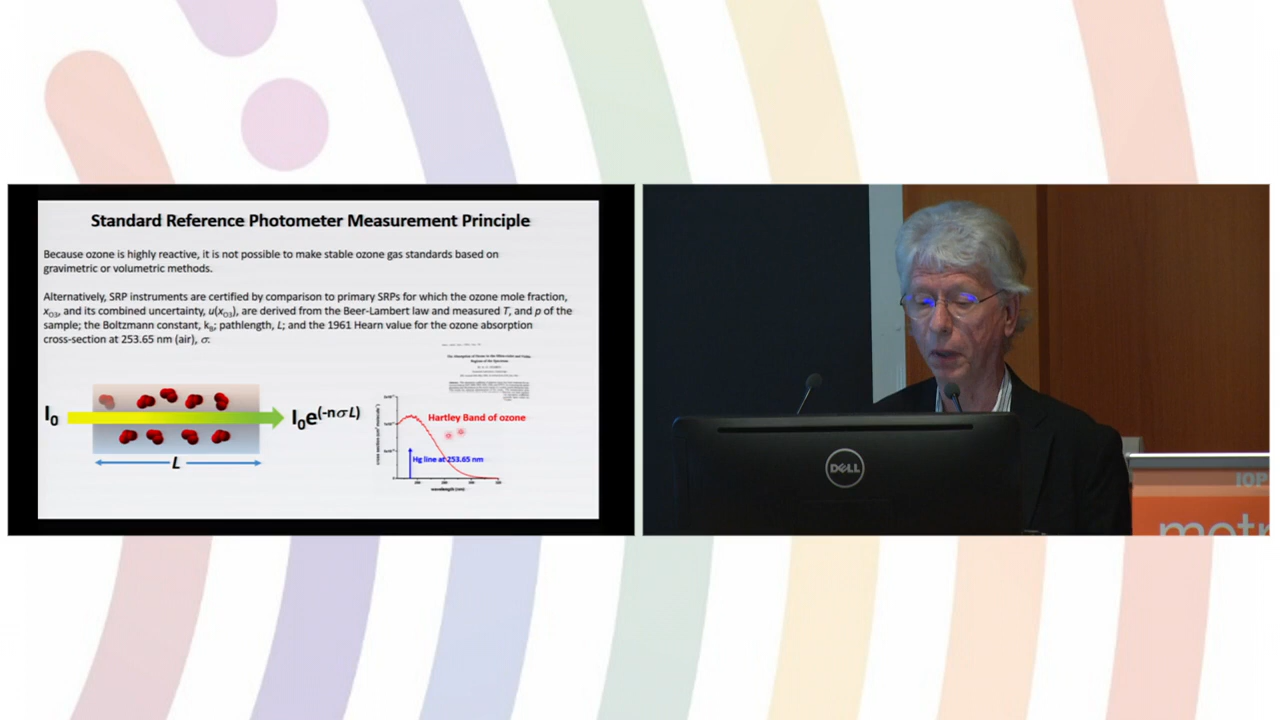 Standard Reference Photometer Measurement Principle
Because ozone is highly reactive, it is not possible to make stable ozone gas standards based on
gravimetric or volumetric methods.
Alternatively, SRP instruments are certified by comparison to primary SRPs for which the ozone mole fraction,
xO3, and its combined uncertainty, u(xO3), are derived from the Beer-Lambert law and measured T, and p of the
sample; the Boltzmann constant, kB; pathlength, L; and the 1961 Hearn value for the ozone absorption
cross-section at 253.65 nm (air), σ.
I0
I0e(-nσL)
L
Hartley Band of ozone
Hg line at 253.65 nm
wavelength (nm)
DELL
IOP
metr